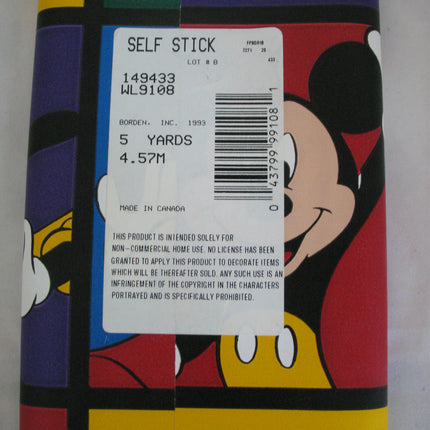 SELF STICK
LOT # B
149433
WL9108
BORDEN, INC. 1993
5 YARDS
4.57M
MADE IN CANADA
0 43799 99108 1
THIS PRODUCT IS INTENDED SOLELY FOR
NON-COMMERCIAL HOME USE. NO LICENSE HAS BEEN
GRANTED TO APPLY THIS PRODUCT TO DECORATE ITEMS
WHICH WILL BE THEREAFTER SOLD. ANY SUCH USE IS AN
INFRINGEMENT OF THE COPYRIGHT IN THE CHARACTERS
PORTRAYED AND IS SPECIFICALLY PROHIBITED.